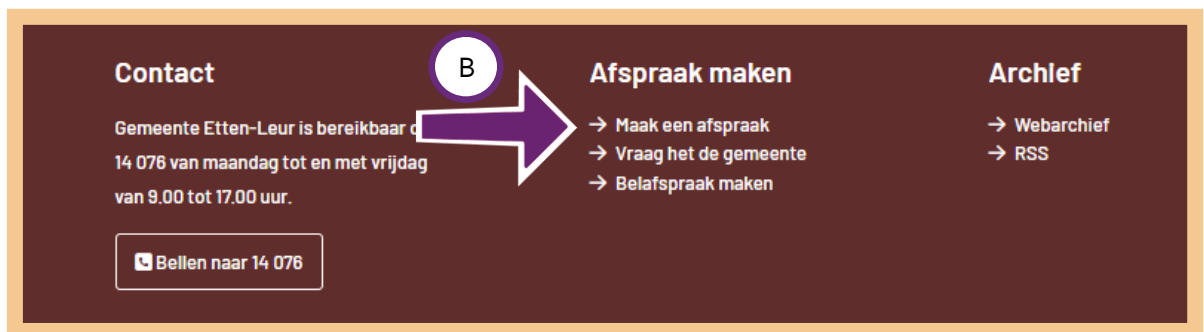 Contact
Gemeente Etten-Leur is bereikbaar
14 076 van maandag tot en met vrijdag
van 9.00 tot 17.00 uur.
Bellen naar 14 076
B
Afspraak maken
Maak een afspraak
Vraag het de gemeente
Belafspraak maken
Archief
Webarchief
RSS